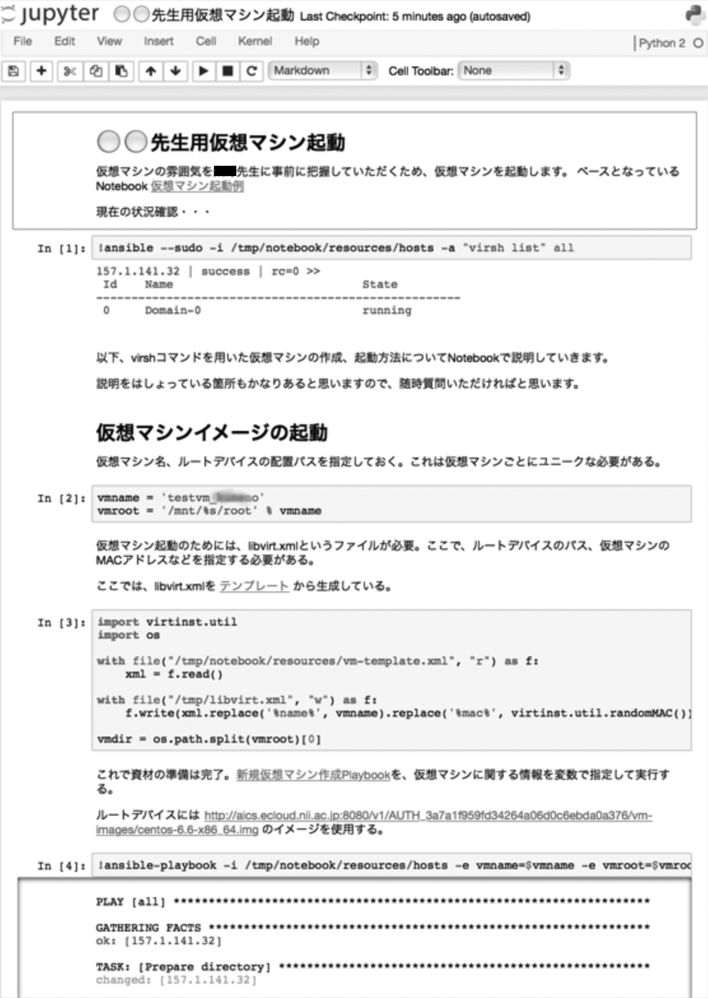 jupyter ◯◯先生用仮想マシン起動 Last Checkpoint: 5 minutes ago (autosaved)
File Edit View Insert Cell Kernel Help Python 2 O
Markdown Cell Toolbar: None
◯◯先生用仮想マシン起動
仮想マシンの雰囲気を 先生に事前に把握していただくため、仮想マシンを起動します。 ベースとなっている
Notebook 仮想マシン起動例
現在の状況確認・・・
In [1]: !ansible --sudo -i /tmp/notebook/resources/hosts -a "virsh list" all
157.1.141.32 | success | rc=0 >>
Id Name State
----------------------------------------------------
0 Domain-0 running
以下、virshコマンドを用いた仮想マシンの作成、起動方法についてNotebookで説明していきます。
説明をはしょっている箇所もかなりあると思いますので、随時質問いただければと思います。
仮想マシンイメージの起動
仮想マシン名、ルートデバイスの配置パスを指定しておく。これは仮想マシンごとにユニークな必要がある。
In [2]: vmname = 'testvm_ o'
vmroot = '/mnt/%s/root' % vmname
仮想マシン起動のためには、libvirt.xmlというファイルが必要。ここで、ルートデバイスのパス、仮想マシンの
MACアドレスなどを指定する必要がある。
ここでは、libvirt.xmlを テンプレート から生成している。
In [3]: import virtinst.util
import os
with file("/tmp/notebook/resources/vm-template.xml", "r") as f:
xml = f.read()
with file("/tmp/libvirt.xml", "w") as f:
f.write(xml.replace('%name%', vmname).replace('%mac%', virtinst.util.randomMAC())
vmdir = os.path.split(vmroot)[0]
これで資材の準備は完了。新規仮想マシン作成Playbookを、仮想マシンに関する情報を変数で指定して実行す
る。
ルートデバイスには http://aics.ecloud.nii.ac.jp:8080/v1/AUTH_3a7a1f959fd34264a06d0c6ebda0a376/vm-
images/centos-6.6-x86_64.img のイメージを使用する。
In [4]: !ansible-playbook -i /tmp/notebook/resources/hosts -e vmname=$vmname -e vmroot=$vmroo
PLAY [all] ********************************************************************
GATHERING FACTS ***************************************************************
ok: [157.1.141.32]
TASK: [Prepare directory] *****************************************************
changed: [157.1.141.32]